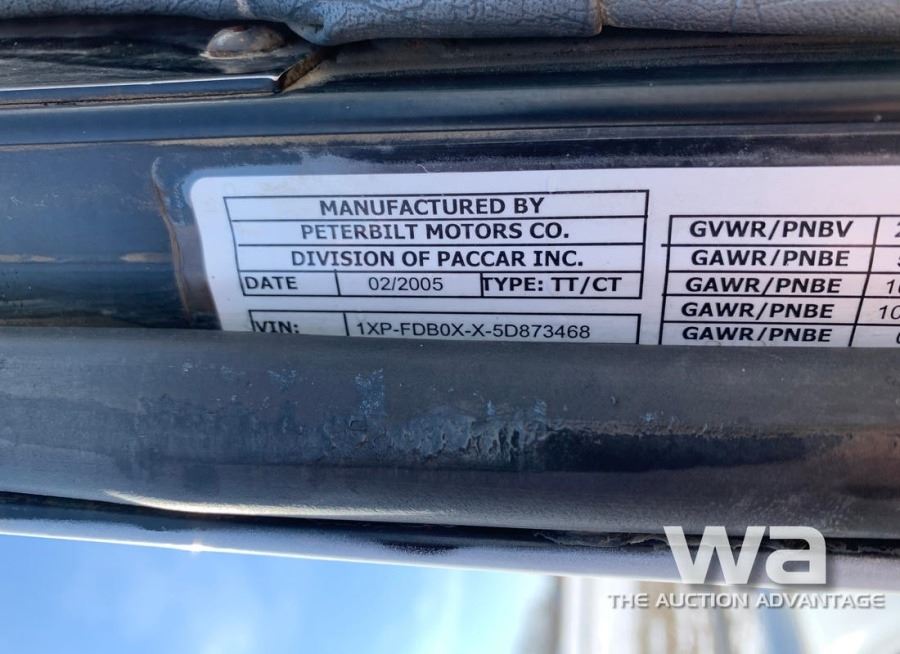 MANUFACTURED BY
PETERBILT MOTORS CO.
DIVISION OF PACCAR INC.
DATE 02/2005 TYPE: TT/CT
VIN: 1XP-FDB0X-X-5D873468
GVWR/PNBV
GAWR/PNBE
GAWR/PNBE
GAWR/PNBE
GAWR/PNBE
wa
THE AUCTION ADVANTAGE